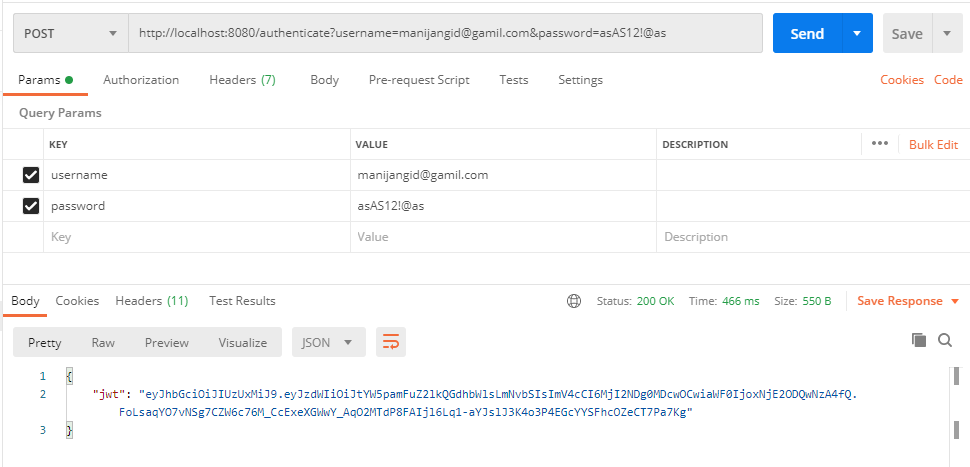 POST http://localhost:8080/authenticate?username=manijangid@gamil.com&password=asAS12!@as Send Save
Params Authorization Headers (7) Body Pre-request Script Tests Settings Cookies Code
Query Params
KEY VALUE DESCRIPTION ••• Bulk Edit
username manijangid@gamil.com
password asAS12!@as
Key Value Description
Body Cookies Headers (11) Test Results Status: 200 OK Time: 466 ms Size: 550 B Save Response
Pretty Raw Preview Visualize JSON
1 {
2 "jwt": "eyJhbGciOiJIUzUxMiJ9.eyJzdWIiOiJtYW5pamFuZ2lkQGdhbWlsLmNvbSIsImV4cCI6MjI2NDg0MDcwOCwiaWF0IjoxNjE2ODQwNzA4fQ.
FoLsaqYO7vNSg7CZW6c76M_CcExeXGWwY_AqO2MTdP8FAIjl6Lq1-aYJslJ3K4o3P4EGcYYSFhcOZeCT7Pa7Kg"
3 }